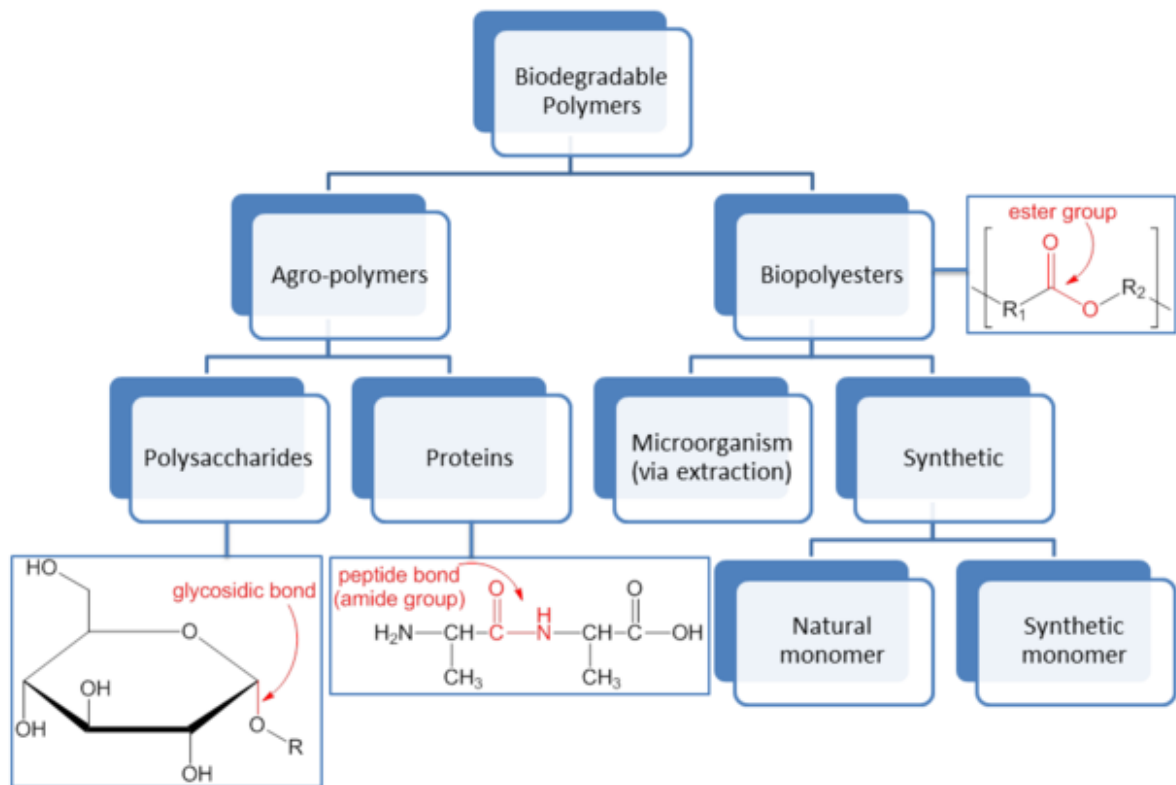 Biodegradable
Polymers
Agro-polymers
Biopolyesters
ester group
O
R1
O
R2
Polysaccharides
Proteins
Microorganism
(via extraction)
Synthetic
HO
glycosidic bond
O
OH
OH
OH
O
R
peptide bond
(amide group)
O
H
O
H2N
CH
C
N
CH
C
OH
CH3
CH3
Natural
monomer
Synthetic
monomer